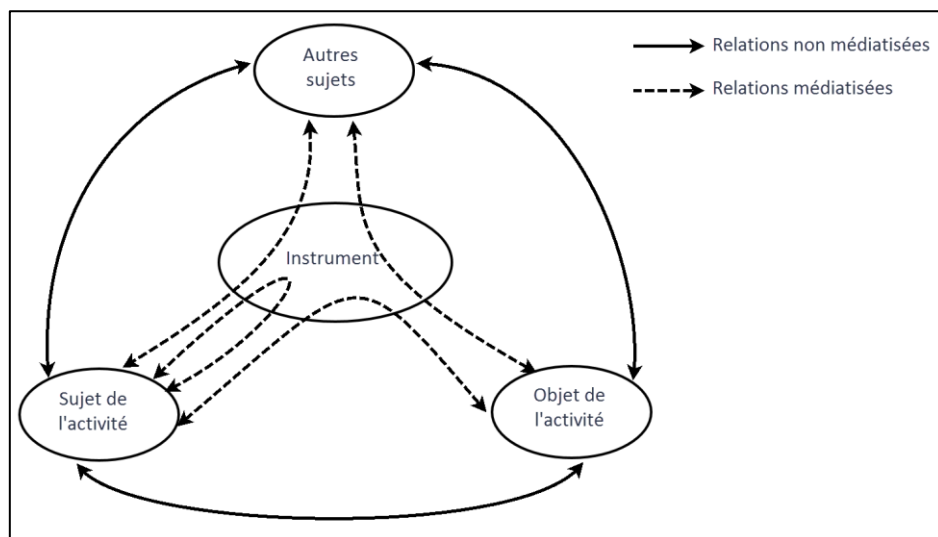 Autres
sujets
Relations non médiatisées
Relations médiatisées
Instrument
Sujet de
l'activité
Objet de
l'activité